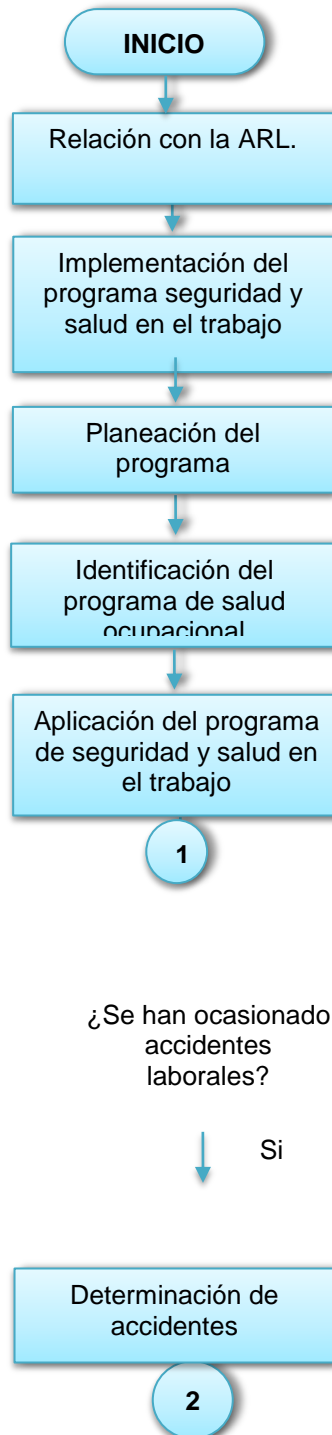 INICIO
Relación con la ARL.
Implementación del
programa seguridad y
salud en el trabajo
Planeación del
programa
Identificación del
programa de salud
ocupacional
Aplicación del programa
de seguridad y salud en
el trabajo
1
¿Se han ocasionado
accidentes
laborales?
Si
Determinación de
accidentes
2